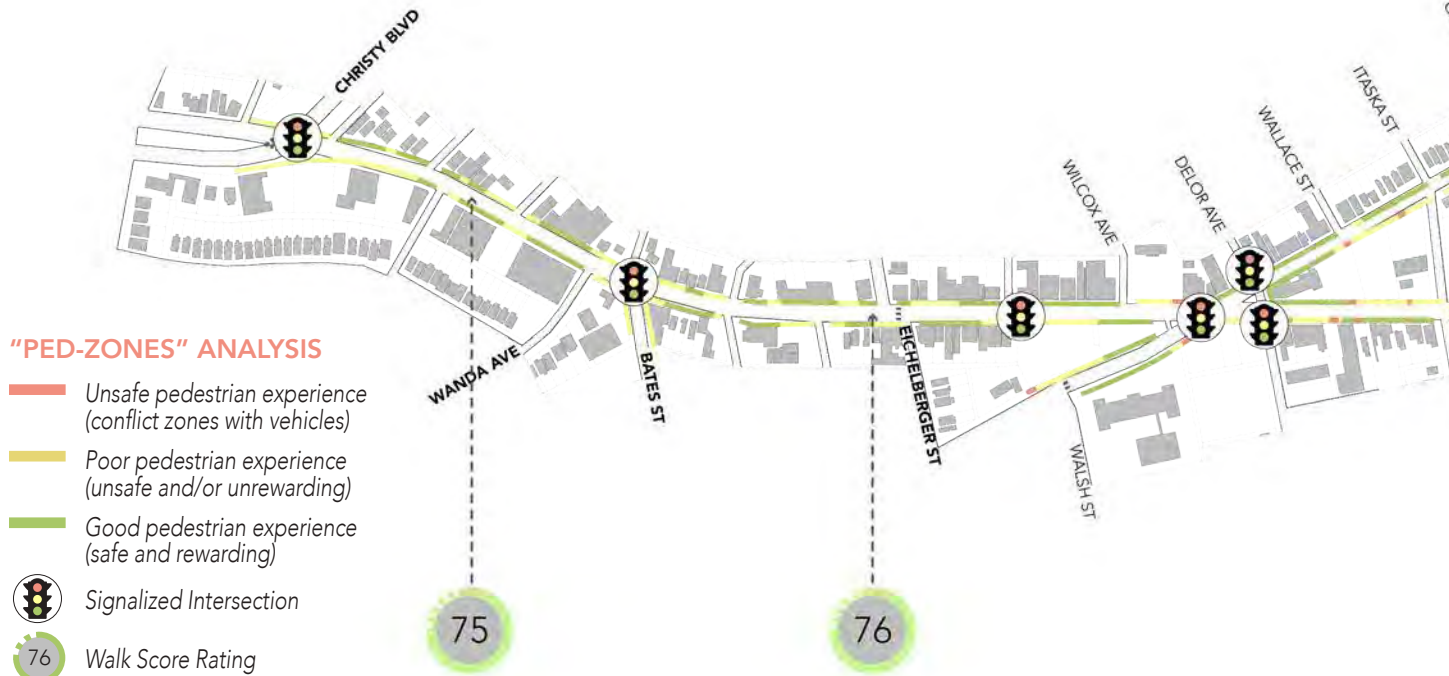 CHRISTY BLVD
ITASKA ST
WALLACE ST
DELOR AVE
WILCOX AVE
WANDA AVE
BATES ST
EICHELBERGER ST
WALSH ST
"PED-ZONES" ANALYSIS
Unsafe pedestrian experience
(conflict zones with vehicles)
Poor pedestrian experience
(unsafe and/or unrewarding)
Good pedestrian experience
(safe and rewarding)
Signalized Intersection
76 Walk Score Rating
75
76